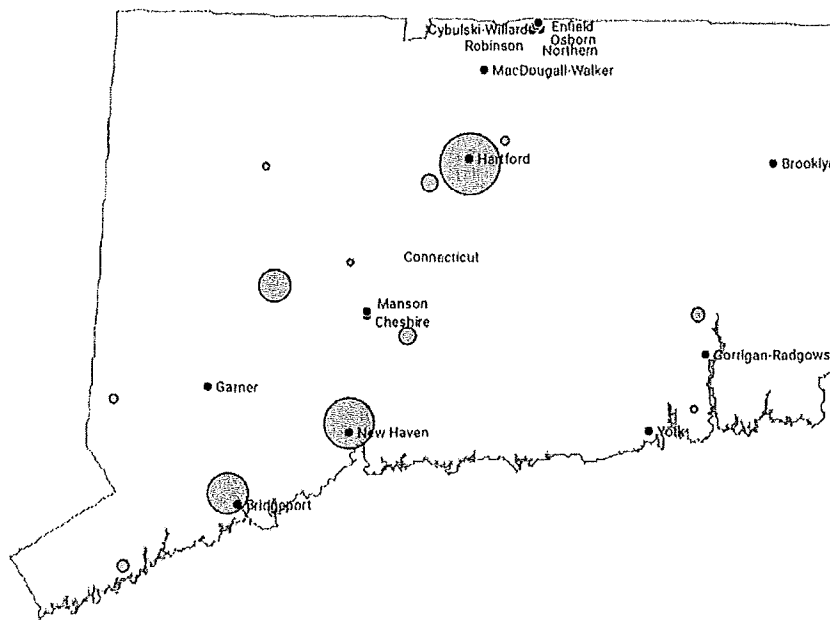 Cybulski-Willard Enfield
Osborn
Robinson Northern
MacDougall-Walker
Hartford
Brooklyn
Connecticut
Manson
Cheshire
Corrigan-Radgows
Garner
New Haven
York
Bridgeport